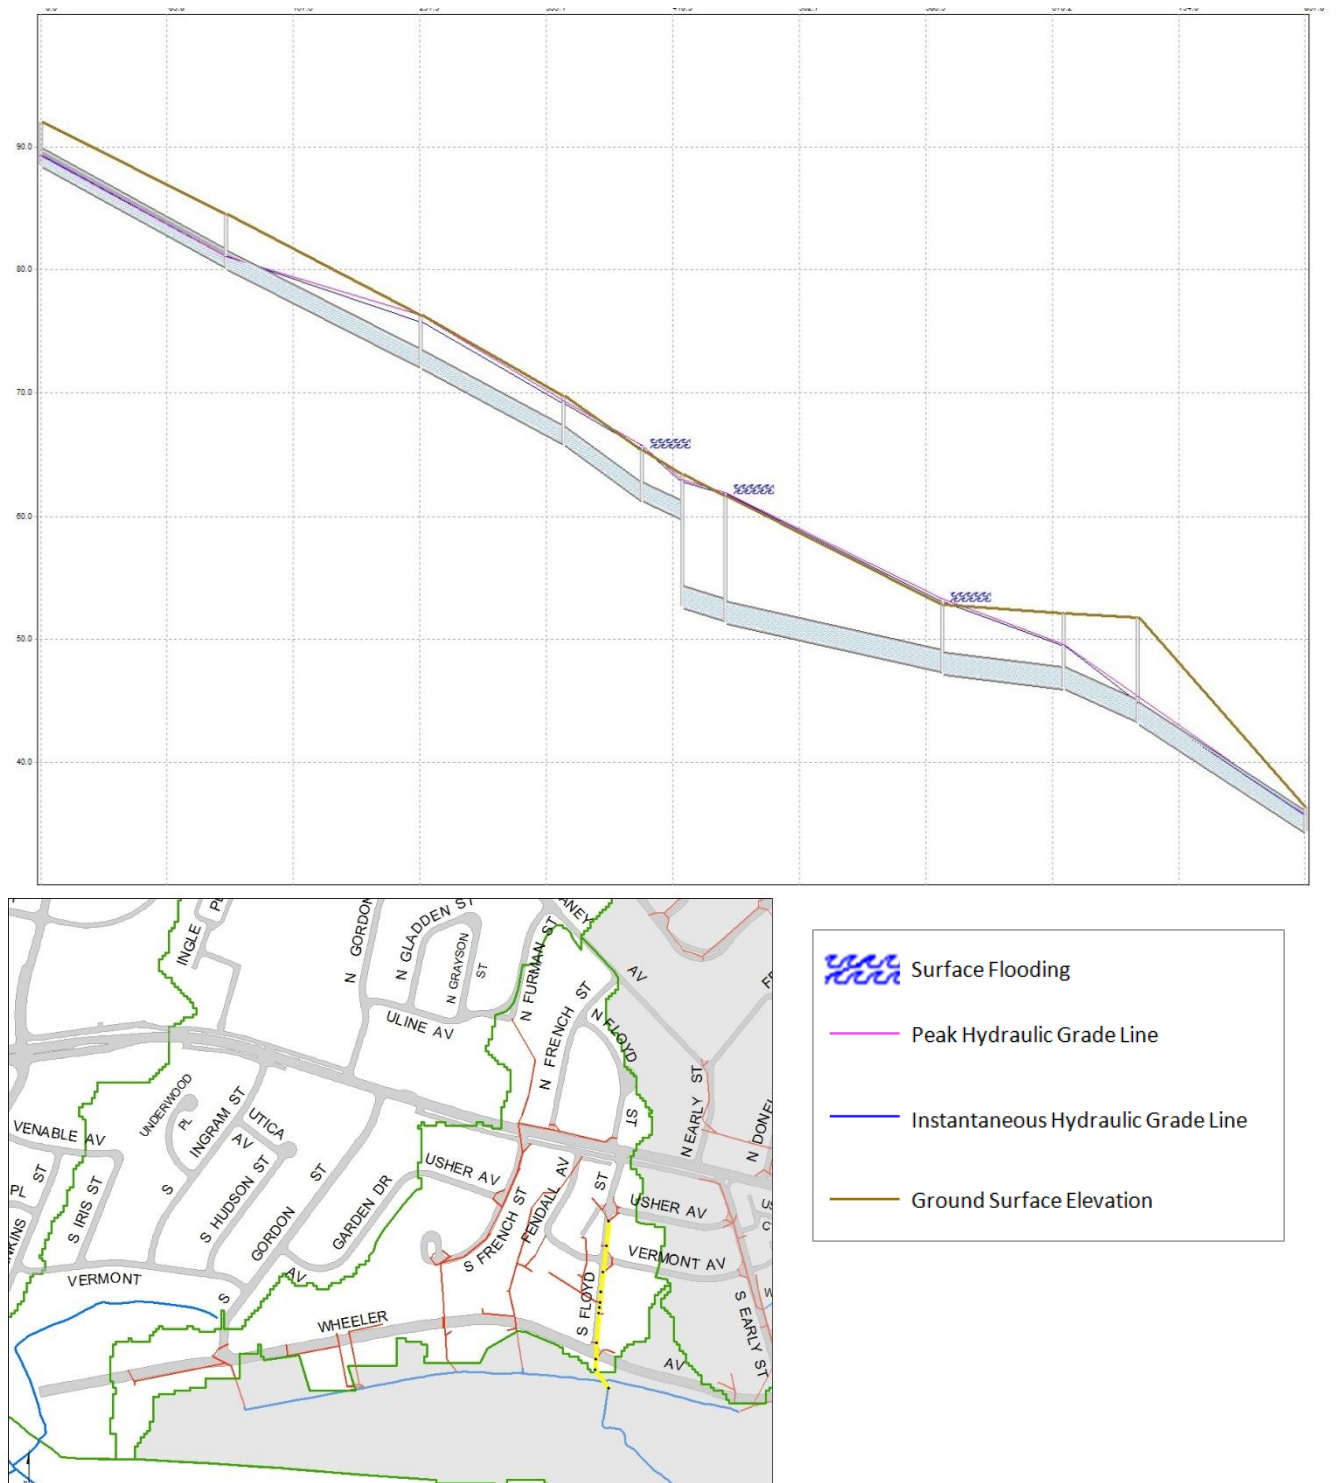 90.0
80.0
70.0
60.0
50.0
40.0
INGLE PL
N GORDON
N GLADDEN ST
N GRAYSON
ST
N FURMAN ST
ANEY
AV
ULINE AV
N FRENCH ST
N FLOYD
ST
N EARLY ST
N DONEL
UNDERWOOD
PL
INGRAM ST
S
UTICA
AV
VENABLE AV
ST
PL
S IRIS ST
S HUDSON ST
GORDON
ST
S
GARDEN DR
USHER AV
S FRENCH ST
FENDALL AV
ST
S FLOYD
USHER AV
VERMONT AV
S EARLY ST
VERMONT
AV
WHEELER
AV
Surface Flooding
Peak Hydraulic Grade Line
Instantaneous Hydraulic Grade Line
Ground Surface Elevation